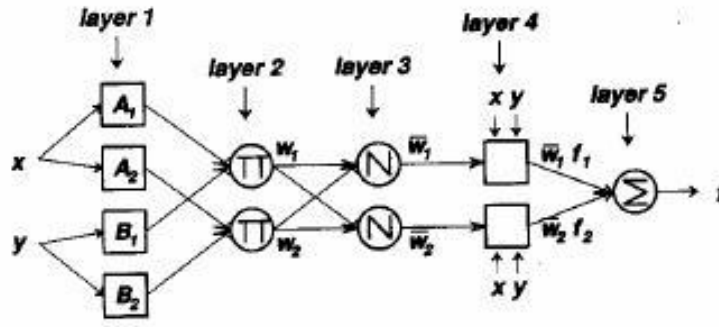 layer 1
layer 2
layer 3
layer 4
layer 5
x y
x
y
A₁
A₂
B₁
B₂
Π
Π
w₁
w₂
N
N
w̅₁
w̅₂
w̅₁ f₁
w̅₂ f₂
x y
Σ